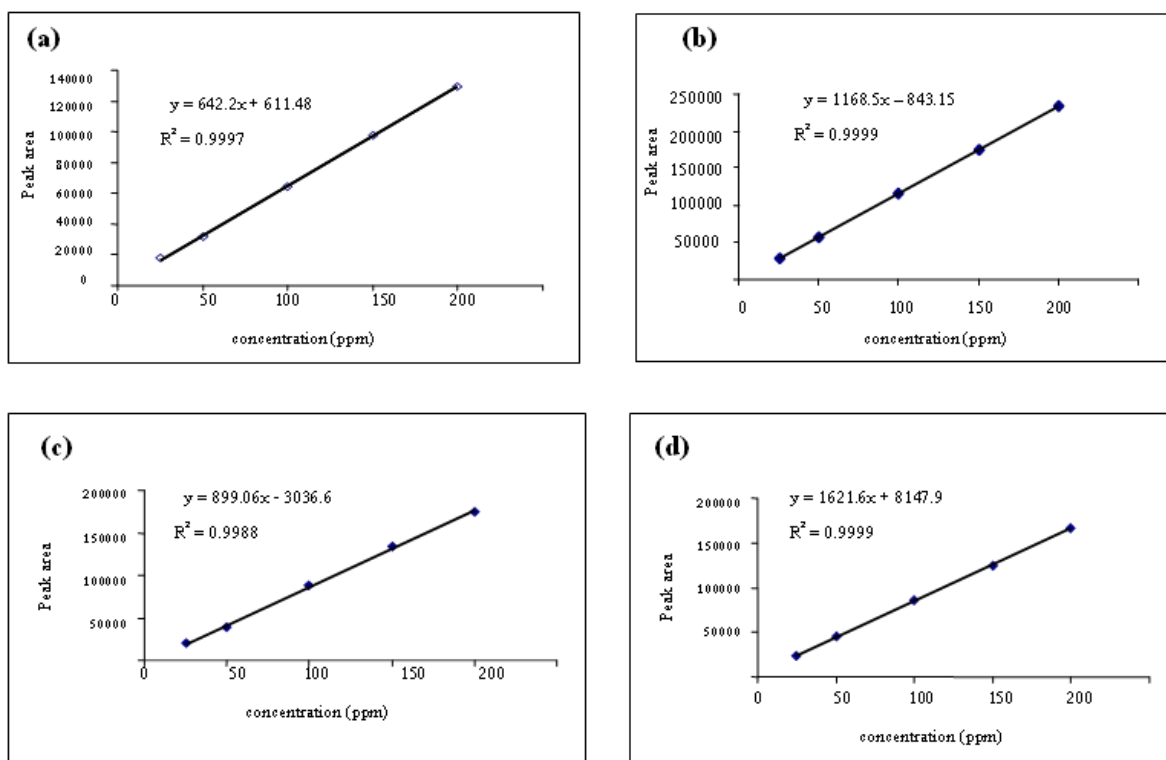 (a)
140000
120000
100000
80000
60000
40000
20000
0
Peak area
y = 642.2x + 611.48
R² = 0.9997
0 50 100 150 200
concentration (ppm)
(b)
250000
200000
150000
100000
50000
Peak area
y = 1168.5x – 843.15
R² = 0.9999
0 50 100 150 200
concentration (ppm)
(c)
200000
150000
100000
50000
Peak area
y = 899.06x - 3036.6
R² = 0.9988
0 50 100 150 200
concentration (ppm)
(d)
200000
150000
100000
50000
Peak area
y = 1621.6x + 8147.9
R² = 0.9999
0 50 100 150 200
concentration (ppm)